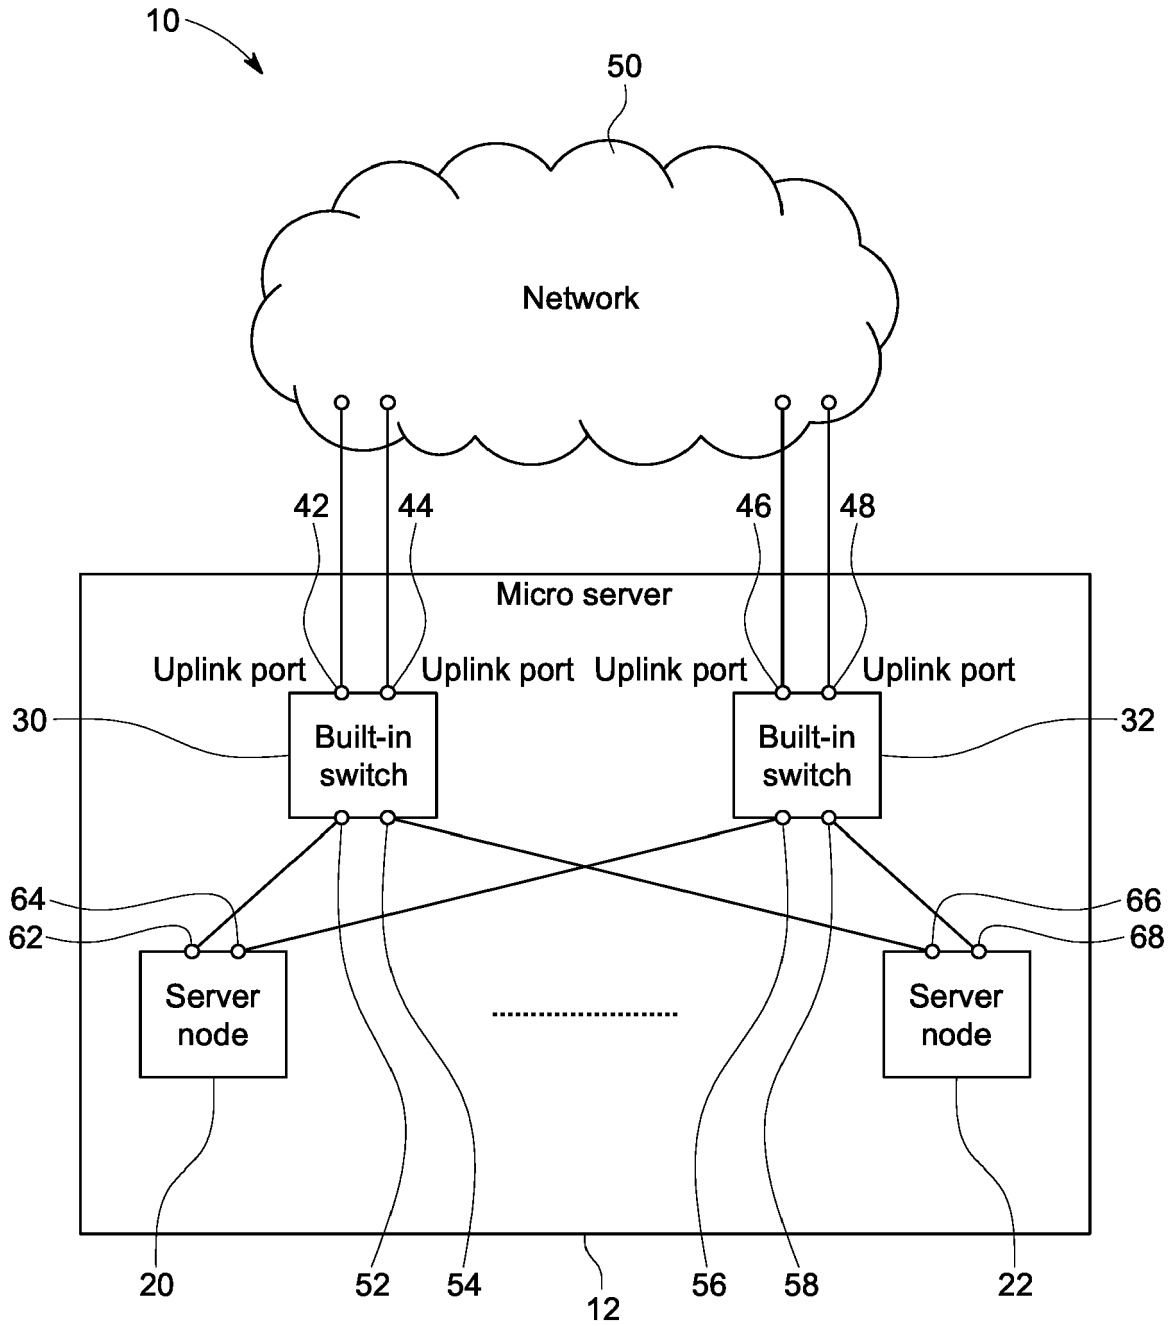 10
50
Network
42
44
46
48
Micro server
Uplink port
Uplink port
Uplink port
Uplink port
30
Built-in
switch
Built-in
switch
32
64
62
66
68
Server
node
Server
node
20
52
54
12
56
58
22